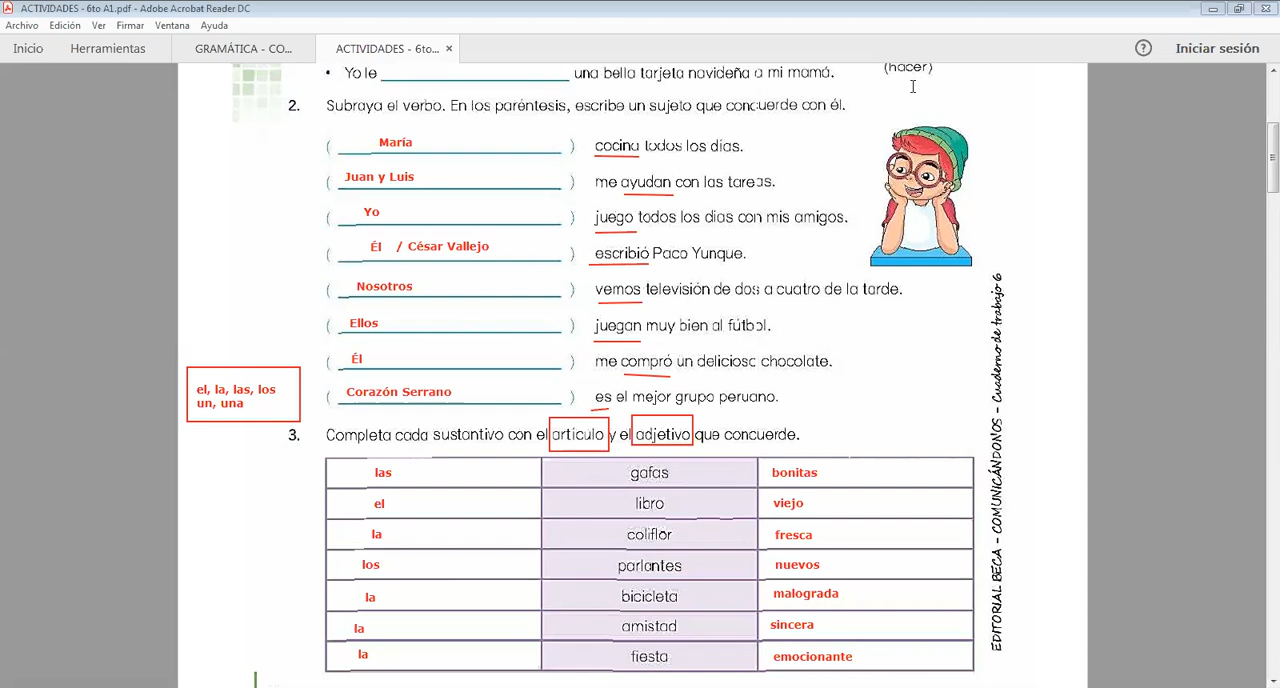 ACTIVIDADES - 6to A1.pdf - Adobe Acrobat Reader DC
Archivo Edición Ver Firmar Ventana Ayuda
Inicio Herramientas GRAMÁTICA - CO... ACTIVIDADES - 6to... × ? Iniciar sesión
• Yo le ____ una bella tarjeta navideña a mi mamá. (hacer)
2. Subraya el verbo. En los paréntesis, escribe un sujeto que concuerde con él.
( María ) cocina todos los días.
( Juan y Luis ) me ayudan con las tareas.
( Yo ) juego todos los días con mis amigos.
( Él / César Vallejo ) escribió Paco Yunque.
( Nosotros ) vemos televisión de dos a cuatro de la tarde.
( Ellos ) juegan muy bien al fútbol.
( Él ) me compró un delicioso chocolate.
( Corazón Serrano ) es el mejor grupo peruano.
el, la, las, los
un, una
3. Completa cada sustantivo con el artículo y el adjetivo que concuerde.
las gafas bonitas
el libro viejo
la coliflor fresca
los parlantes nuevos
la bicicleta malograda
la amistad sincera
la fiesta emocionante
EDITORIAL BECA - COMUNICÁNDONOS - Cuaderno de trabajo 6